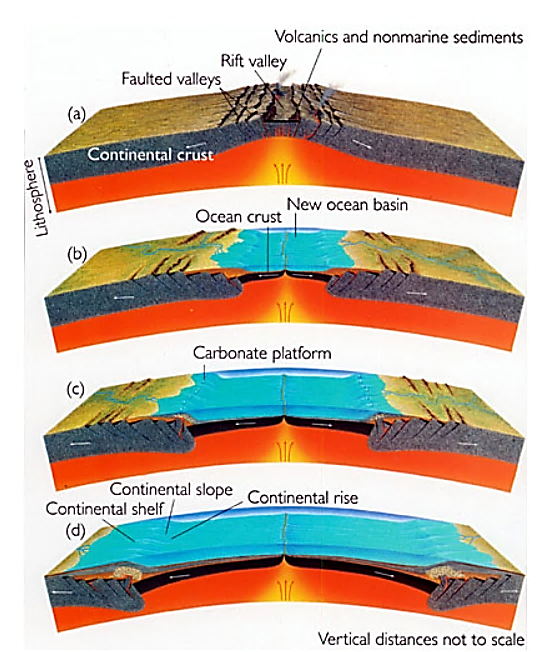 Volcanics and nonmarine sediments
Rift valley
Faulted valleys
(a)
Continental crust
Lithosphere
New ocean basin
Ocean crust
(b)
Carbonate platform
(c)
Continental slope
Continental rise
Continental shelf
(d)
Vertical distances not to scale